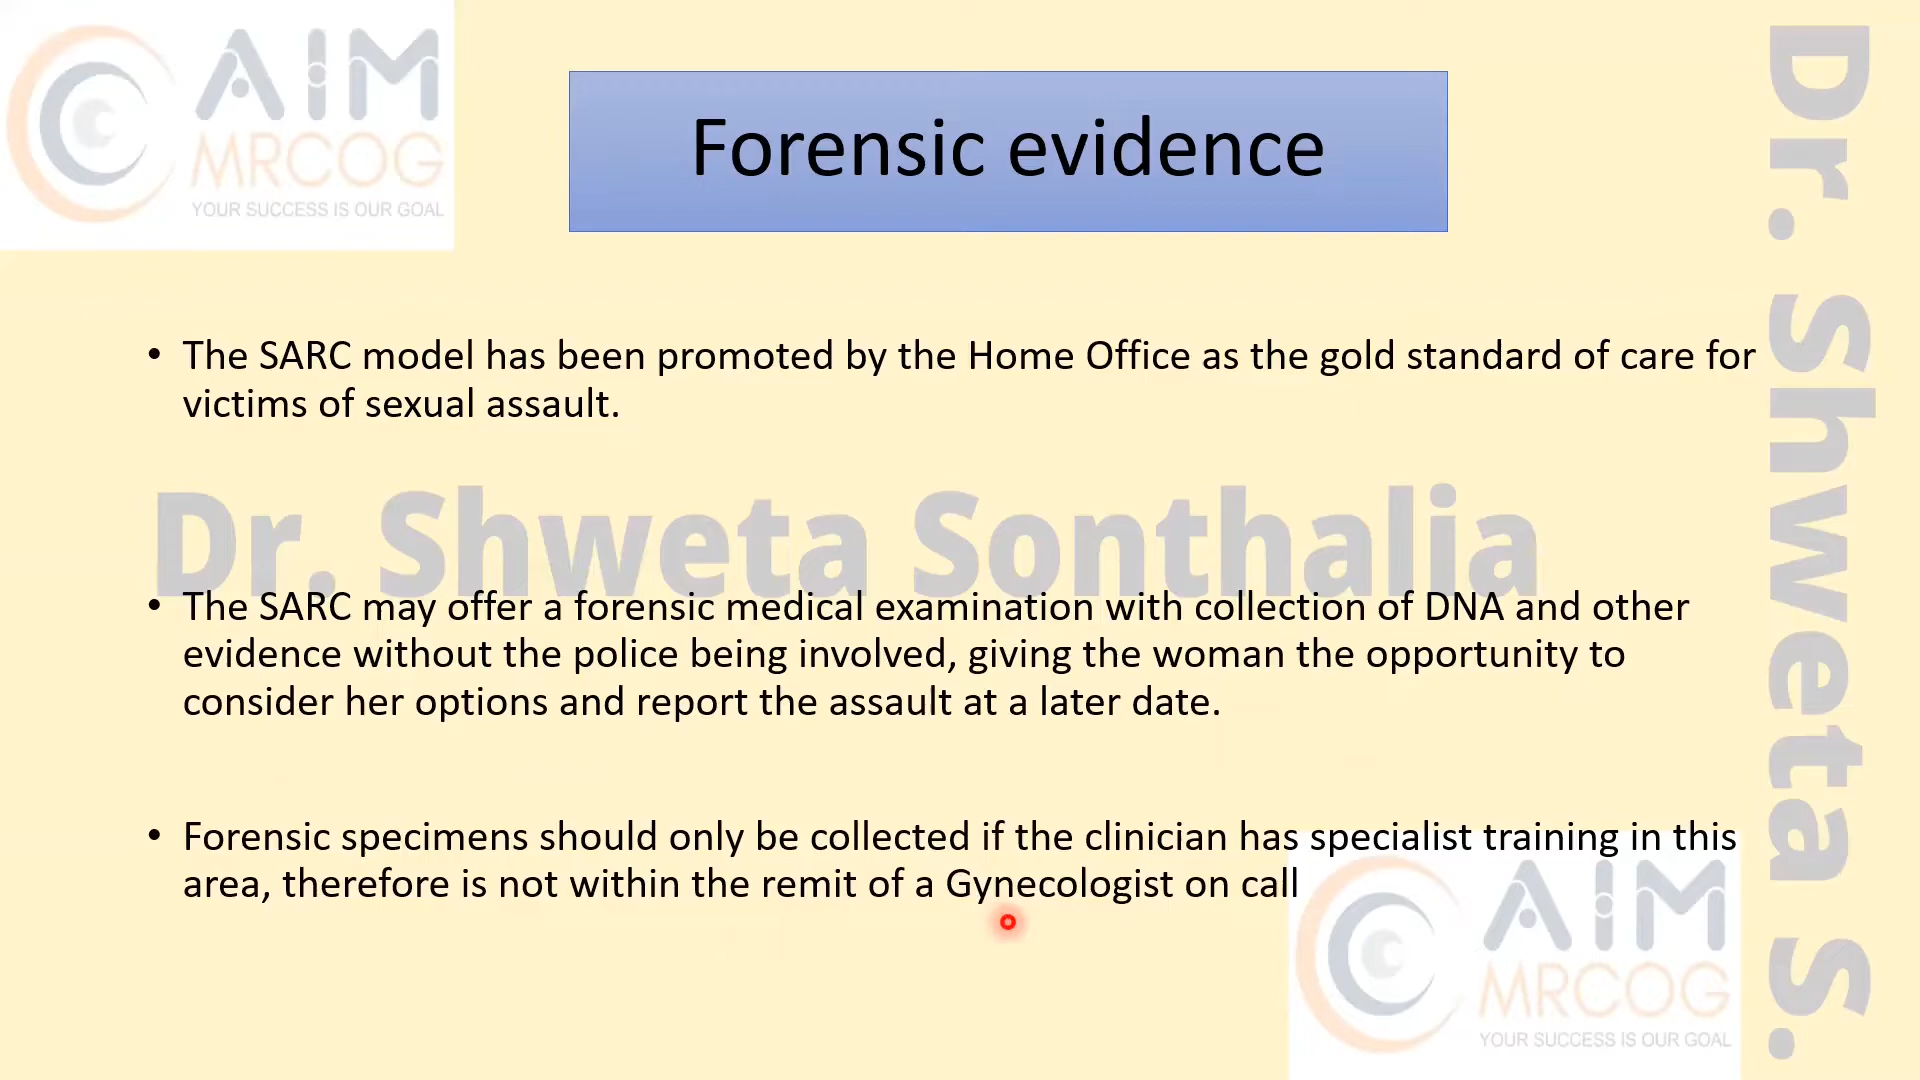 AIM
MRCOG
YOUR SUCCESS IS OUR GOAL
Forensic evidence
• The SARC model has been promoted by the Home Office as the gold standard of care for
victims of sexual assault.
Dr. Shweta Sonthalia
• The SARC may offer a forensic medical examination with collection of DNA and other
evidence without the police being involved, giving the woman the opportunity to
consider her options and report the assault at a later date.
• Forensic specimens should only be collected if the clinician has specialist training in this
area, therefore is not within the remit of a Gynecologist on call
AIM
MRCOG
YOUR SUCCESS IS OUR GOAL
Dr. Shweta S.